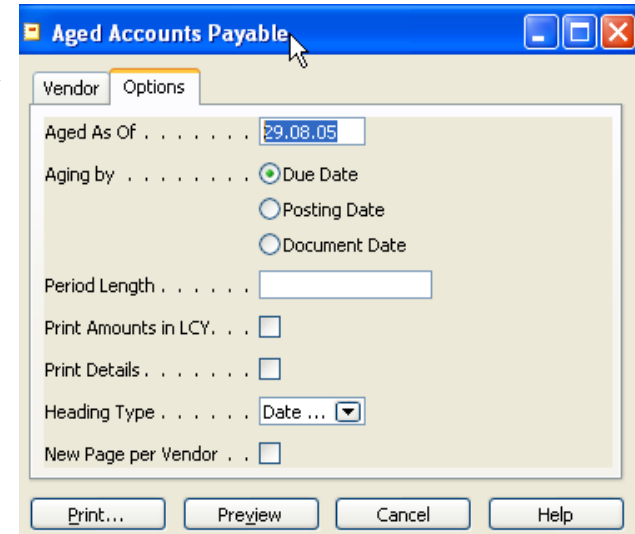 Aged Accounts Payable
Vendor Options
Aged As Of . . . . . . . 29.08.05
Aging by . . . . . . . . Due Date
Posting Date
Document Date
Period Length . . . . . .
Print Amounts in LCY. . .
Print Details . . . . . . .
Heading Type . . . . . . Date ...
New Page per Vendor . .
Print... Preview Cancel Help